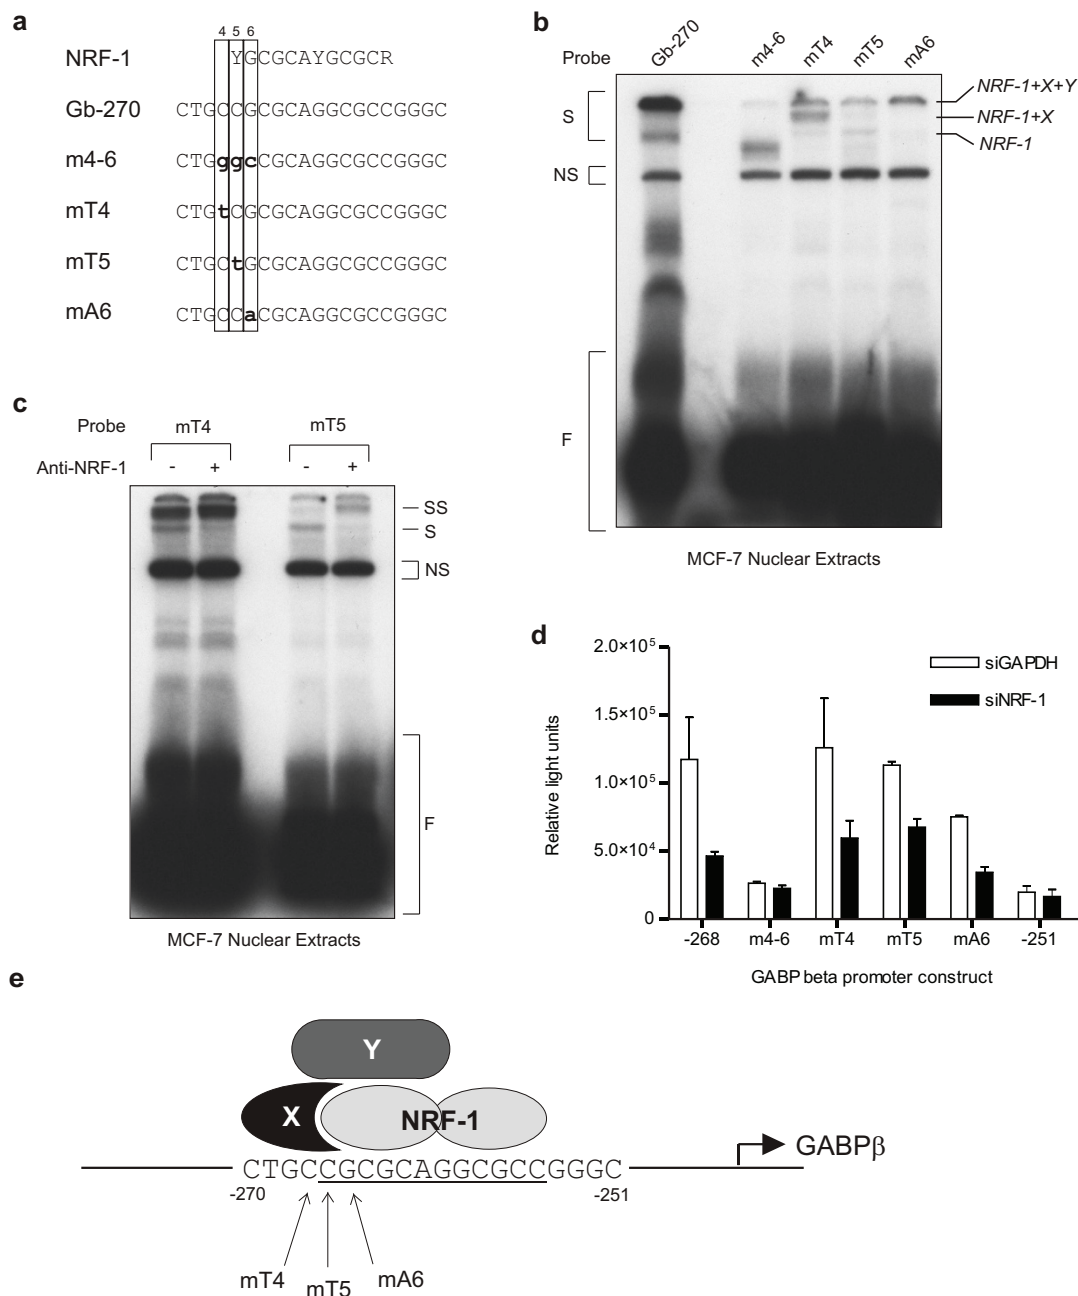 a
4 5 6
NRF-1 YGCGCAYGCGCR
Gb-270 CTGCCGCGCAGGCGCCGGGC
m4-6 CTGggcCGCAGGCGCCGGGC
mT4 CTGtCGCGCAGGCGCCGGGC
mT5 CTGCtGCGCAGGCGCCGGGC
mA6 CTGCCaCGCAGGCGCCGGGC
b
Probe Gb-270 m4-6 mT4 mT5 mA6
S
NS
F
NRF-1+X+Y
NRF-1+X
NRF-1
MCF-7 Nuclear Extracts
c
Probe mT4 mT5
Anti-NRF-1 - + - +
SS
S
NS
F
MCF-7 Nuclear Extracts
d
Relative light units
2.0×10⁵
1.5×10⁵
1.0×10⁵
5.0×10⁴
0
siGAPDH
siNRF-1
-268 m4-6 mT4 mT5 mA6 -251
GABP beta promoter construct
e
Y
X NRF-1
CTGCCGCGCAGGCGCCGGGC
GABPβ
-270 -251
mT4 mT5 mA6